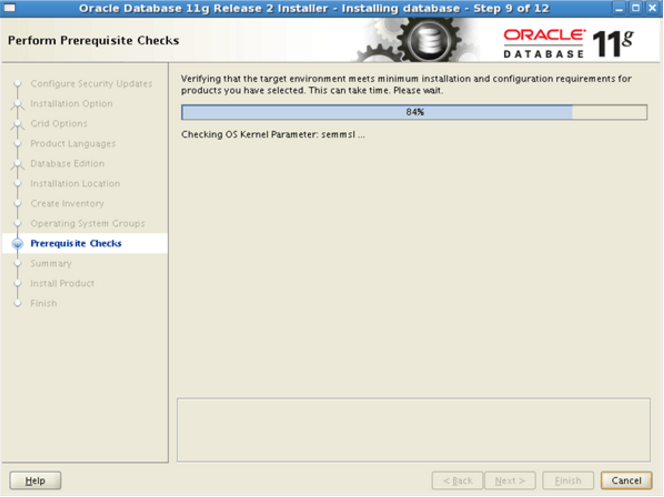 Oracle Database 11g Release 2 Installer - Installing database - Step 9 of 12
Perform Prerequisite Checks
ORACLE
DATABASE
11g
Configure Security Updates
Installation Option
Grid Options
Product Languages
Database Edition
Installation Location
Create Inventory
Operating System Groups
Prerequisite Checks
Summary
Install Product
Finish
Verifying that the target environment meets minimum installation and configuration requirements for
products you have selected. This can take time. Please wait.
84%
Checking OS Kernel Parameter: semmsl ...
Help
< Back
Next >
Finish
Cancel